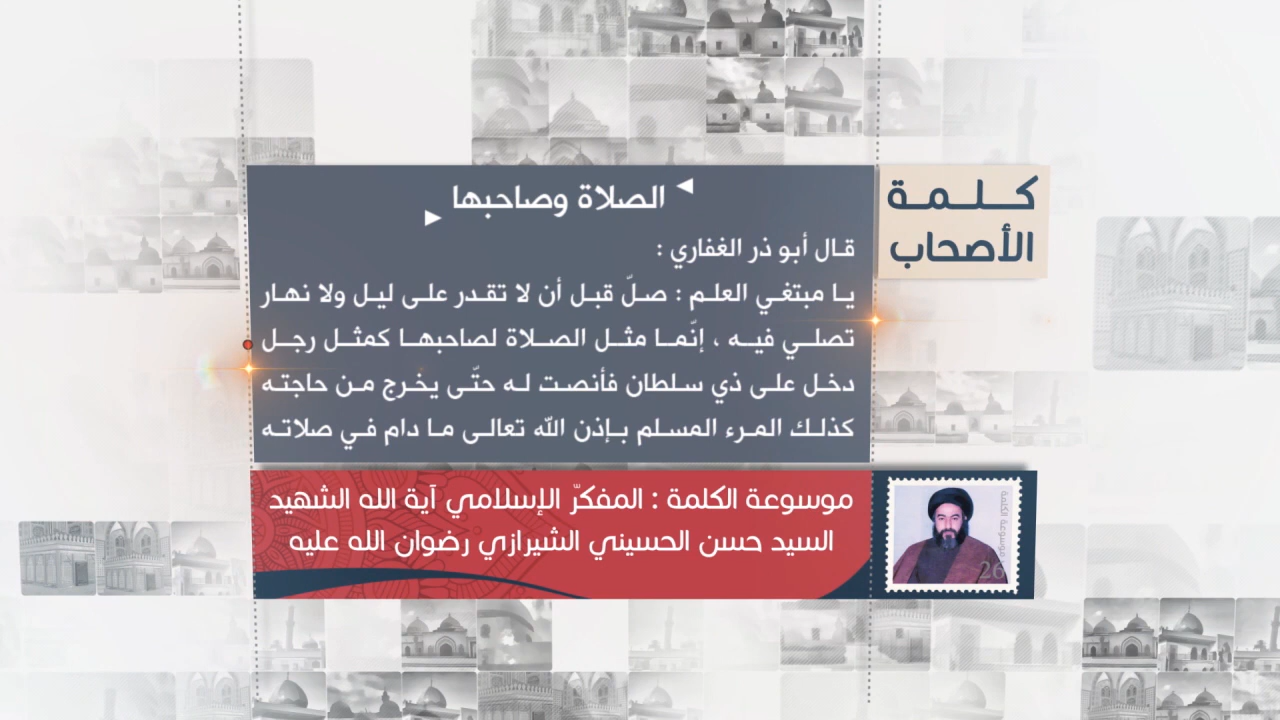 كلمة
الأصحاب
الصلاة وصاحبها
قال أبو ذر الغفاري :
يا مبتغي العلم : صلّ قبل أن لا تقدر على ليل ولا نهار
تصلي فيه ، إنّما مثل الصلاة لصاحبها كمثل رجل
دخل على ذي سلطان فأنصت له حتّى يخرج من حاجته
كذلك المرء المسلم بإذن الله تعالى ما دام في صلاته
موسوعة الكلمة : المفكرّ الإسلامي آية الله الشهيد
السيد حسن الحسيني الشيرازي رضوان الله عليه
موسوعة الكلمة
26